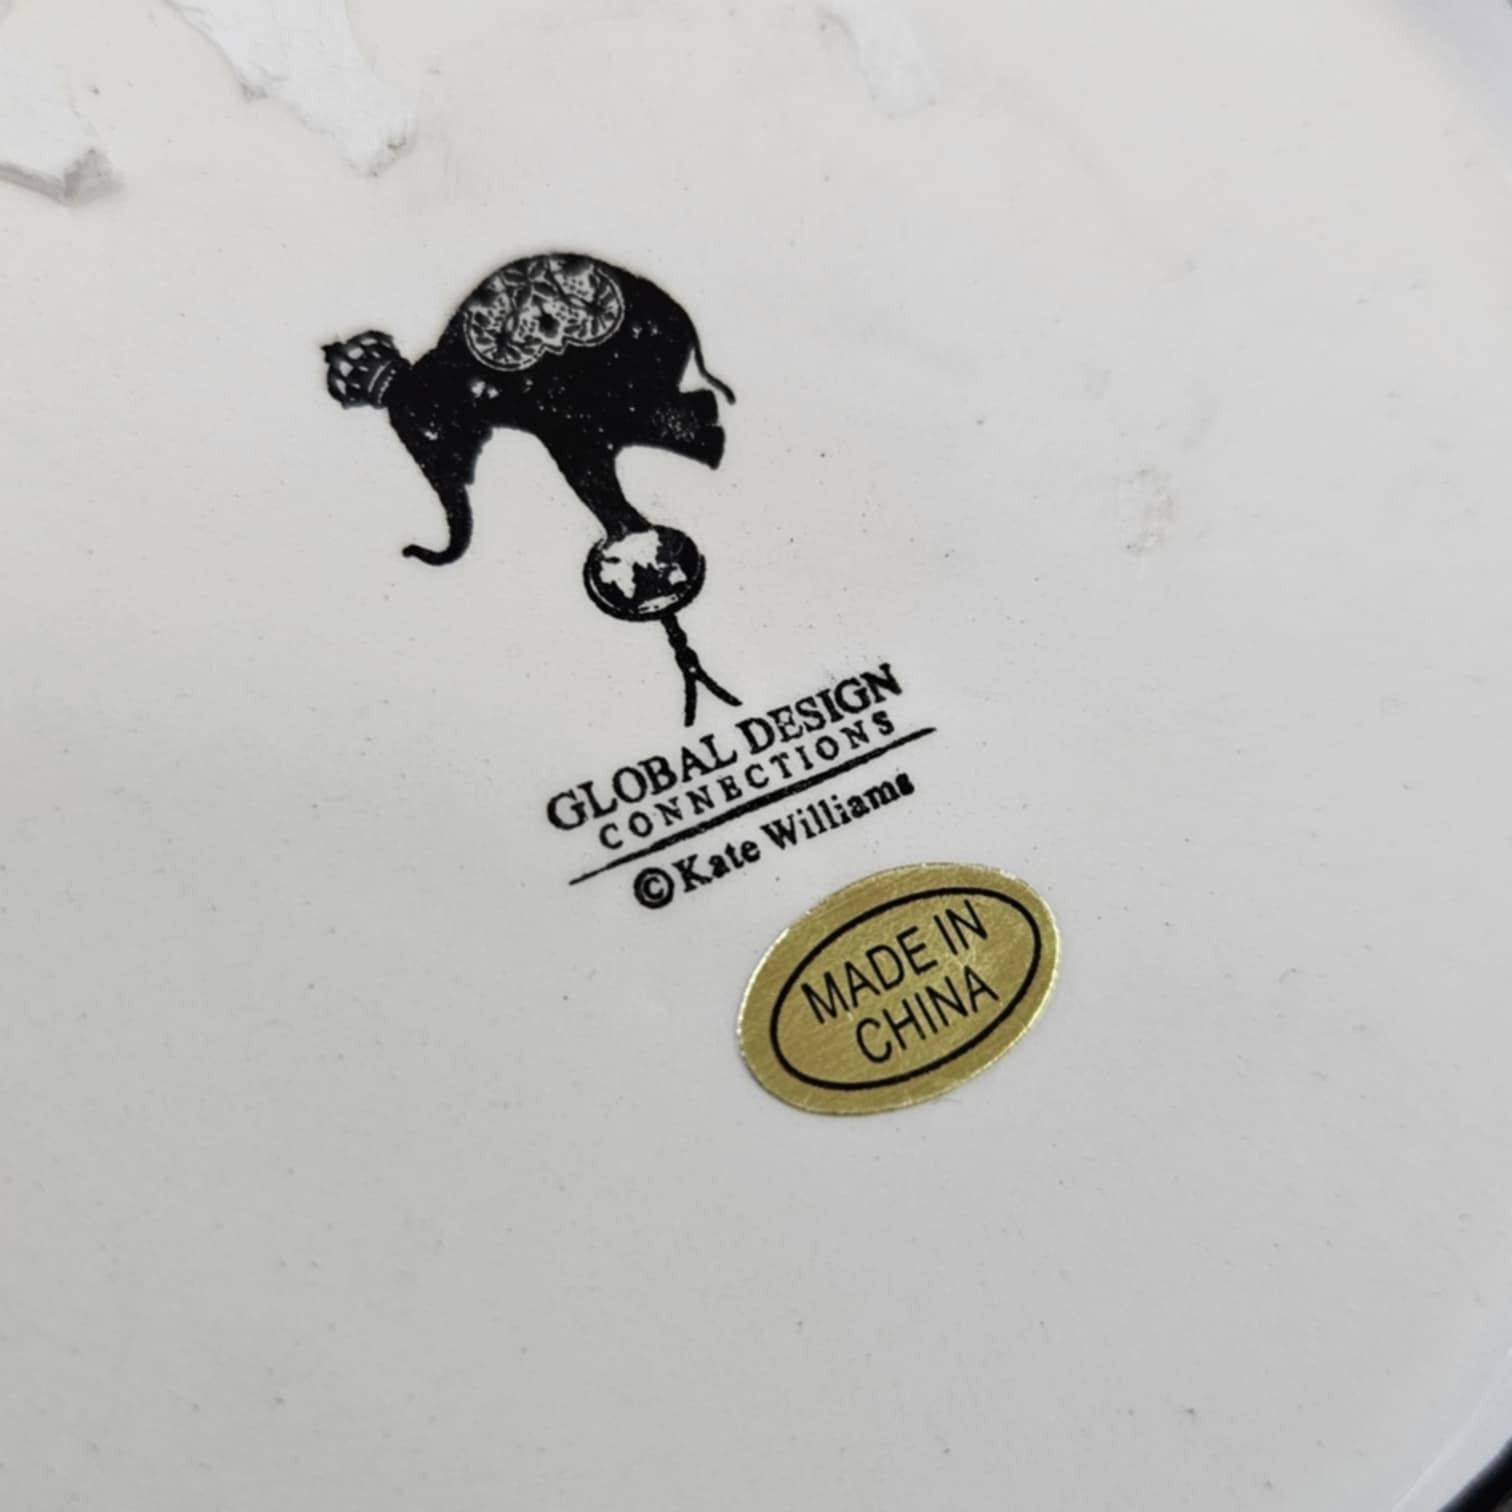 GLOBAL DESIGN
CONNECTIONS
©Kate Williams
MADE IN
CHINA